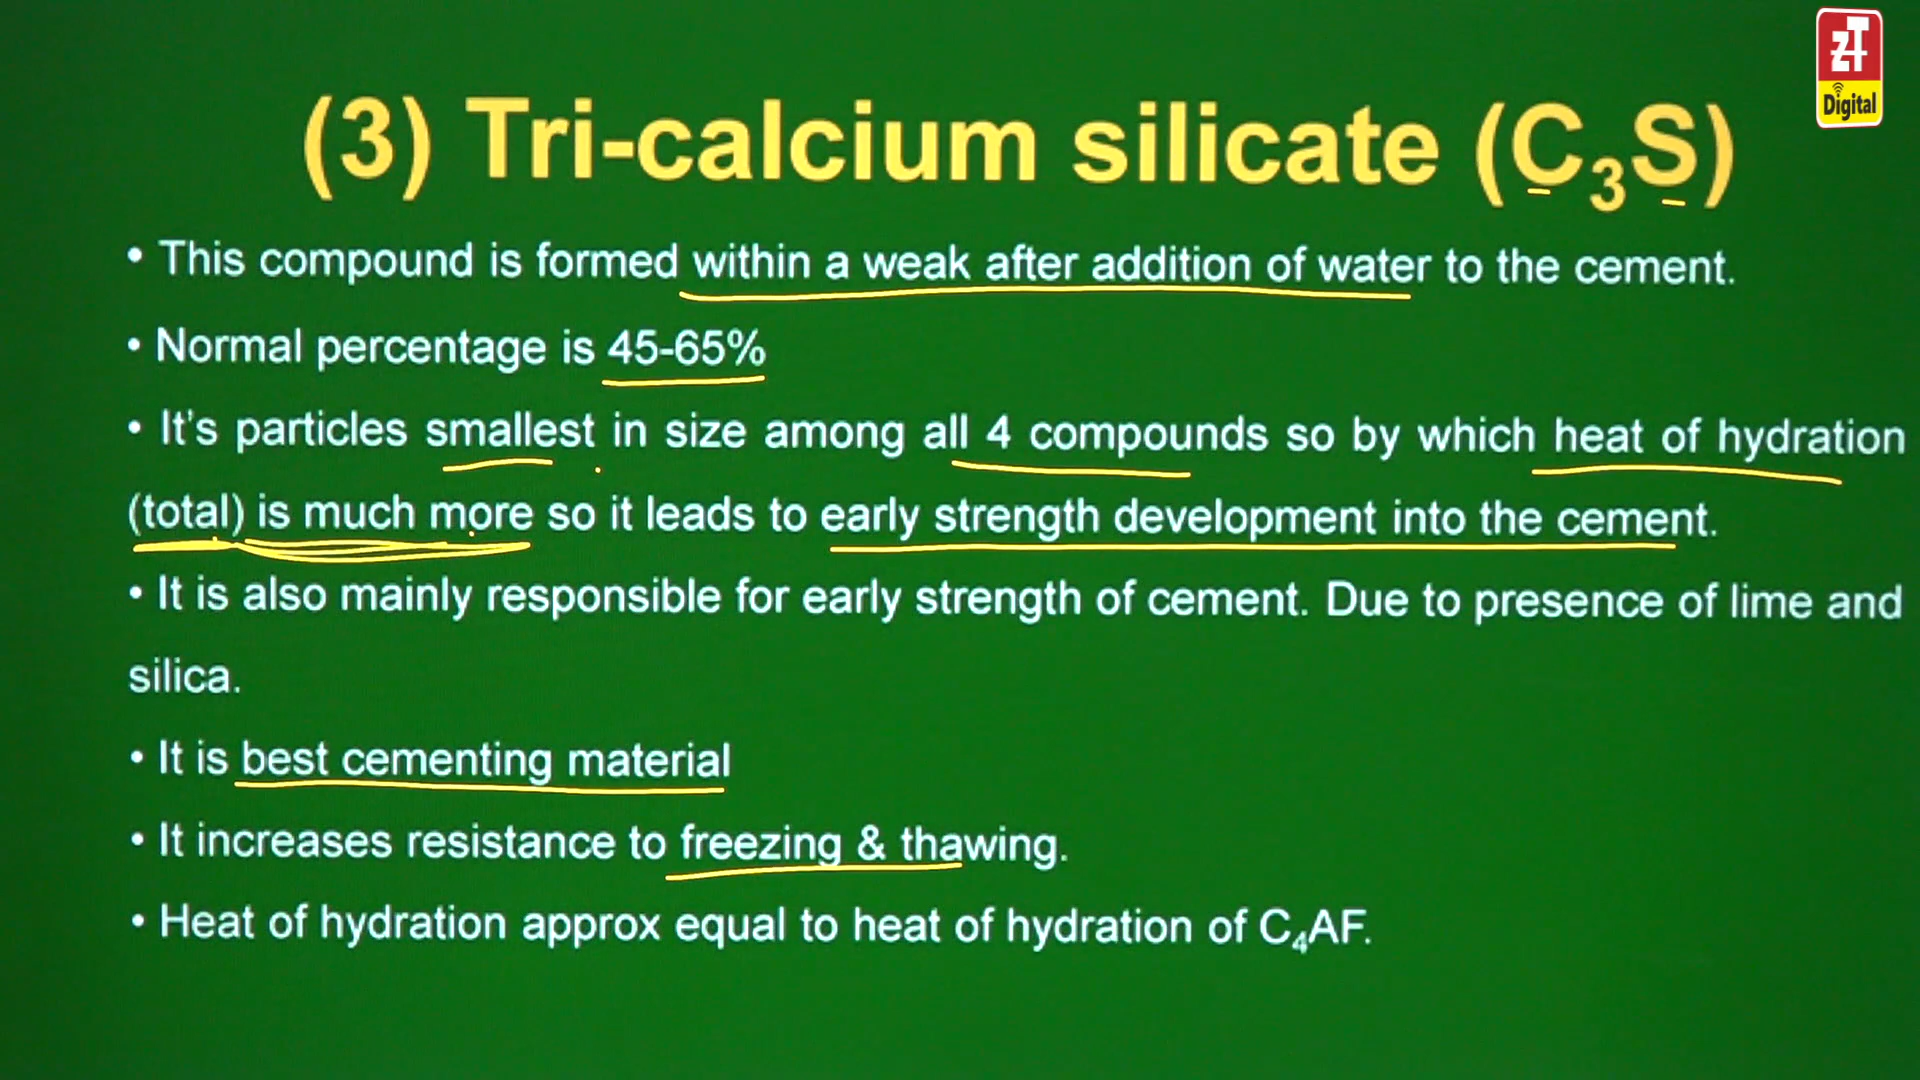 ZT
Digital
(3) Tri-calcium silicate (C₃S)
• This compound is formed within a weak after addition of water to the cement.
• Normal percentage is 45-65%
• It's particles smallest in size among all 4 compounds so by which heat of hydration
(total) is much more so it leads to early strength development into the cement.
• It is also mainly responsible for early strength of cement. Due to presence of lime and
silica.
• It is best cementing material
• It increases resistance to freezing & thawing.
• Heat of hydration approx equal to heat of hydration of C₄AF.